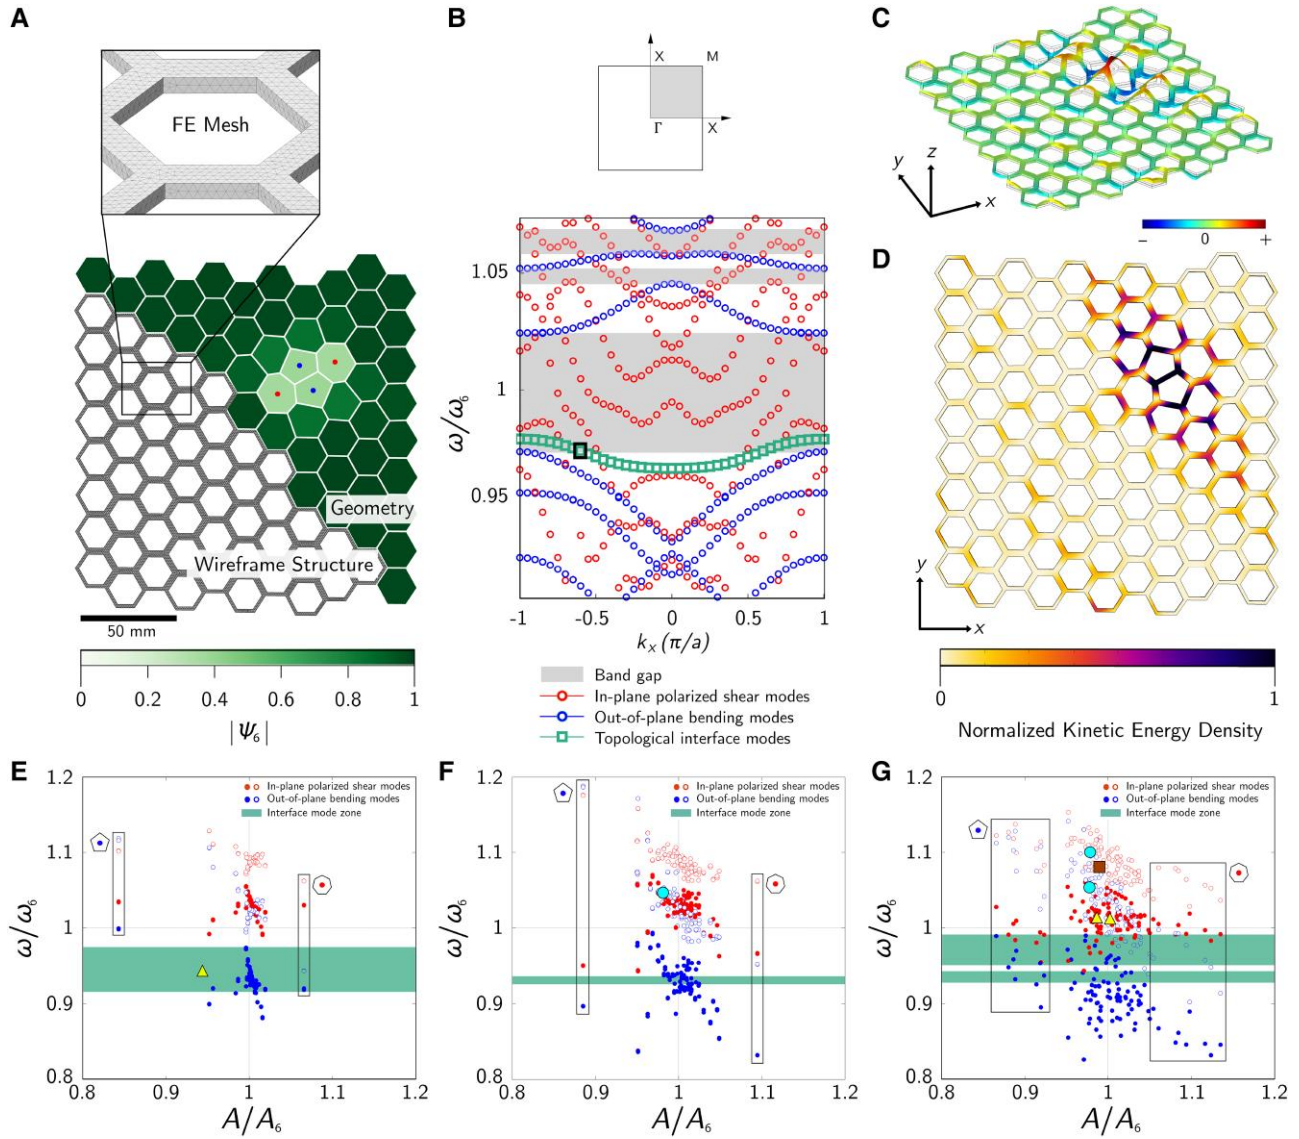 A
FE Mesh
Geometry
Wireframe Structure
50 mm
0 0.2 0.4 0.6 0.8 1
|Ψ₆|
B
X M
Γ X
ω/ω₆
1.05
1
0.95
-1 -0.5 0 0.5 1
kₓ(π/a)
Band gap
In-plane polarized shear modes
Out-of-plane bending modes
Topological interface modes
C
y z x
− 0 +
D
y
x
0 1
Normalized Kinetic Energy Density
E
In-plane polarized shear modes
Out-of-plane bending modes
Interface mode zone
ω/ω₆
1.2
1.1
1
0.9
0.8
0.8 0.9 1 1.1 1.2
A/A₆
F
In-plane polarized shear modes
Out-of-plane bending modes
Interface mode zone
ω/ω₆
1.2
1.1
1
0.9
0.8
0.8 0.9 1 1.1 1.2
A/A₆
G
In-plane polarized shear modes
Out-of-plane bending modes
Interface mode zone
ω/ω₆
1.2
1.1
1
0.9
0.8
0.8 0.9 1 1.1 1.2
A/A₆